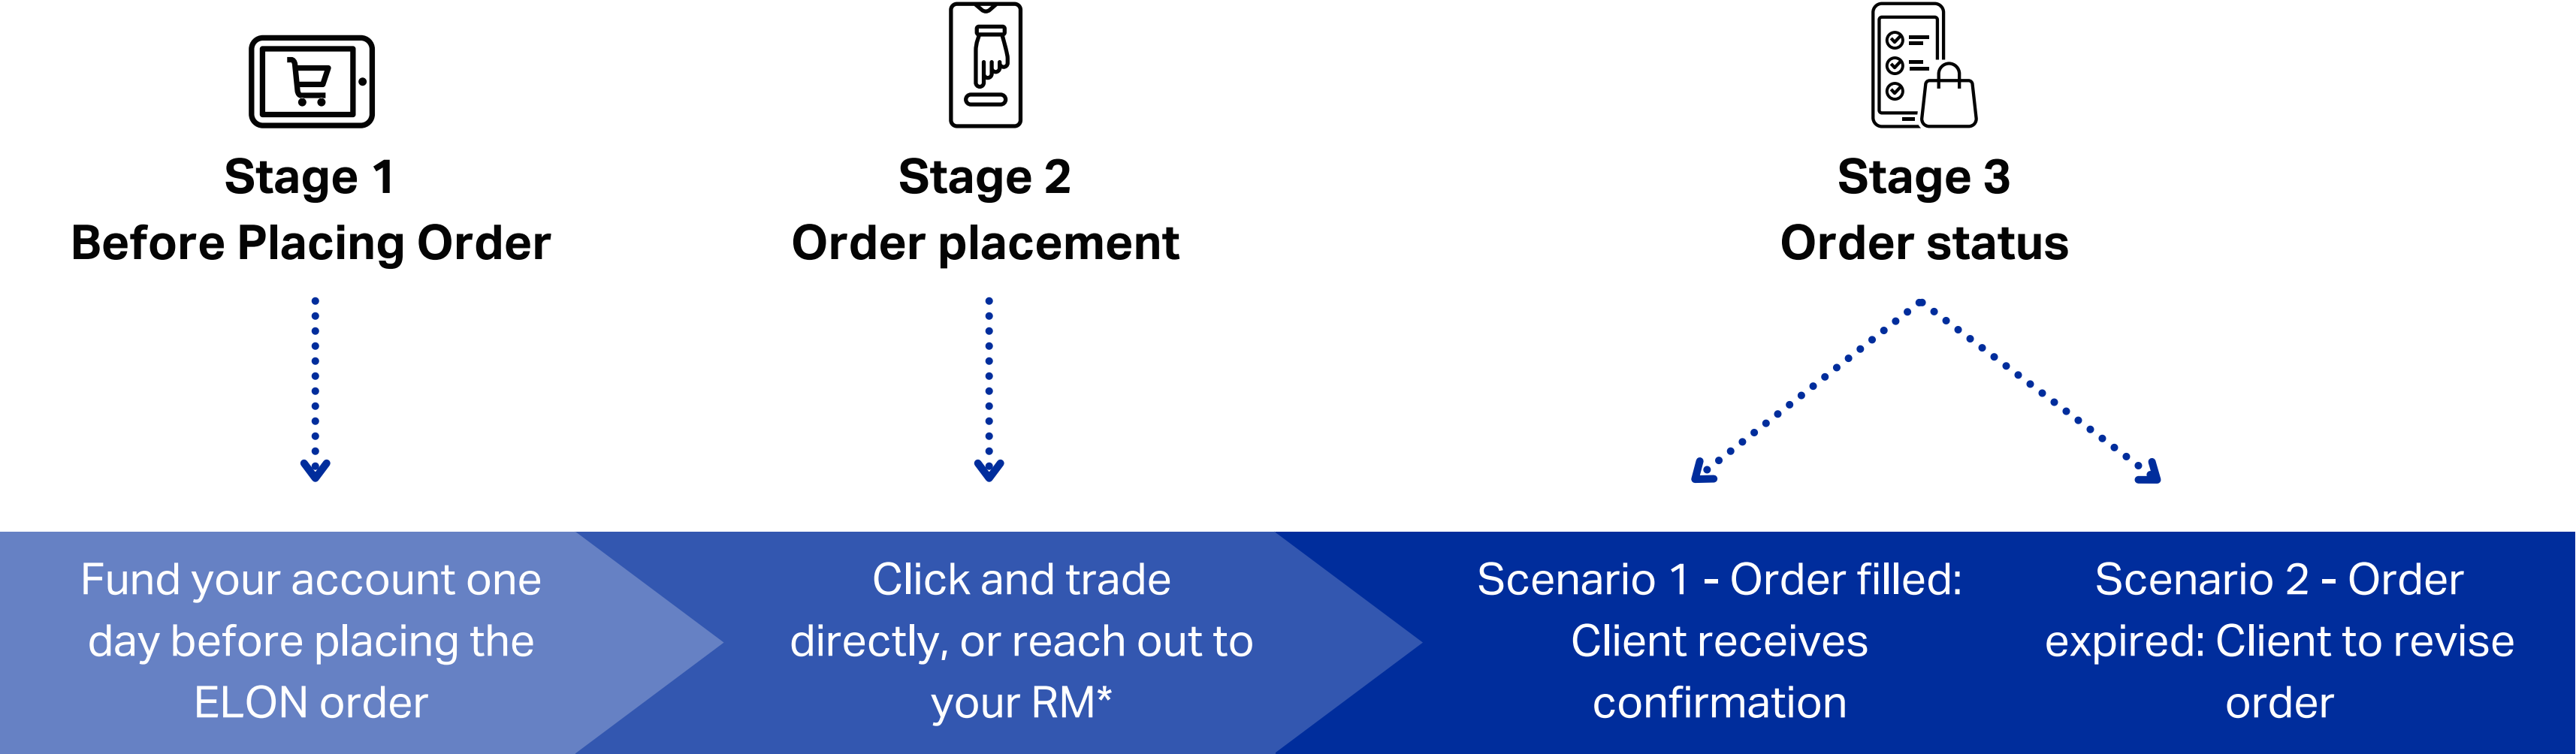 Stage 1
Before Placing Order
Stage 2
Order placement
Stage 3
Order status
Fund your account one
day before placing the
ELON order
Click and trade
directly, or reach out to
your RM*
Scenario 1 - Order filled:
Client receives
confirmation
Scenario 2 - Order
expired: Client to revise
order